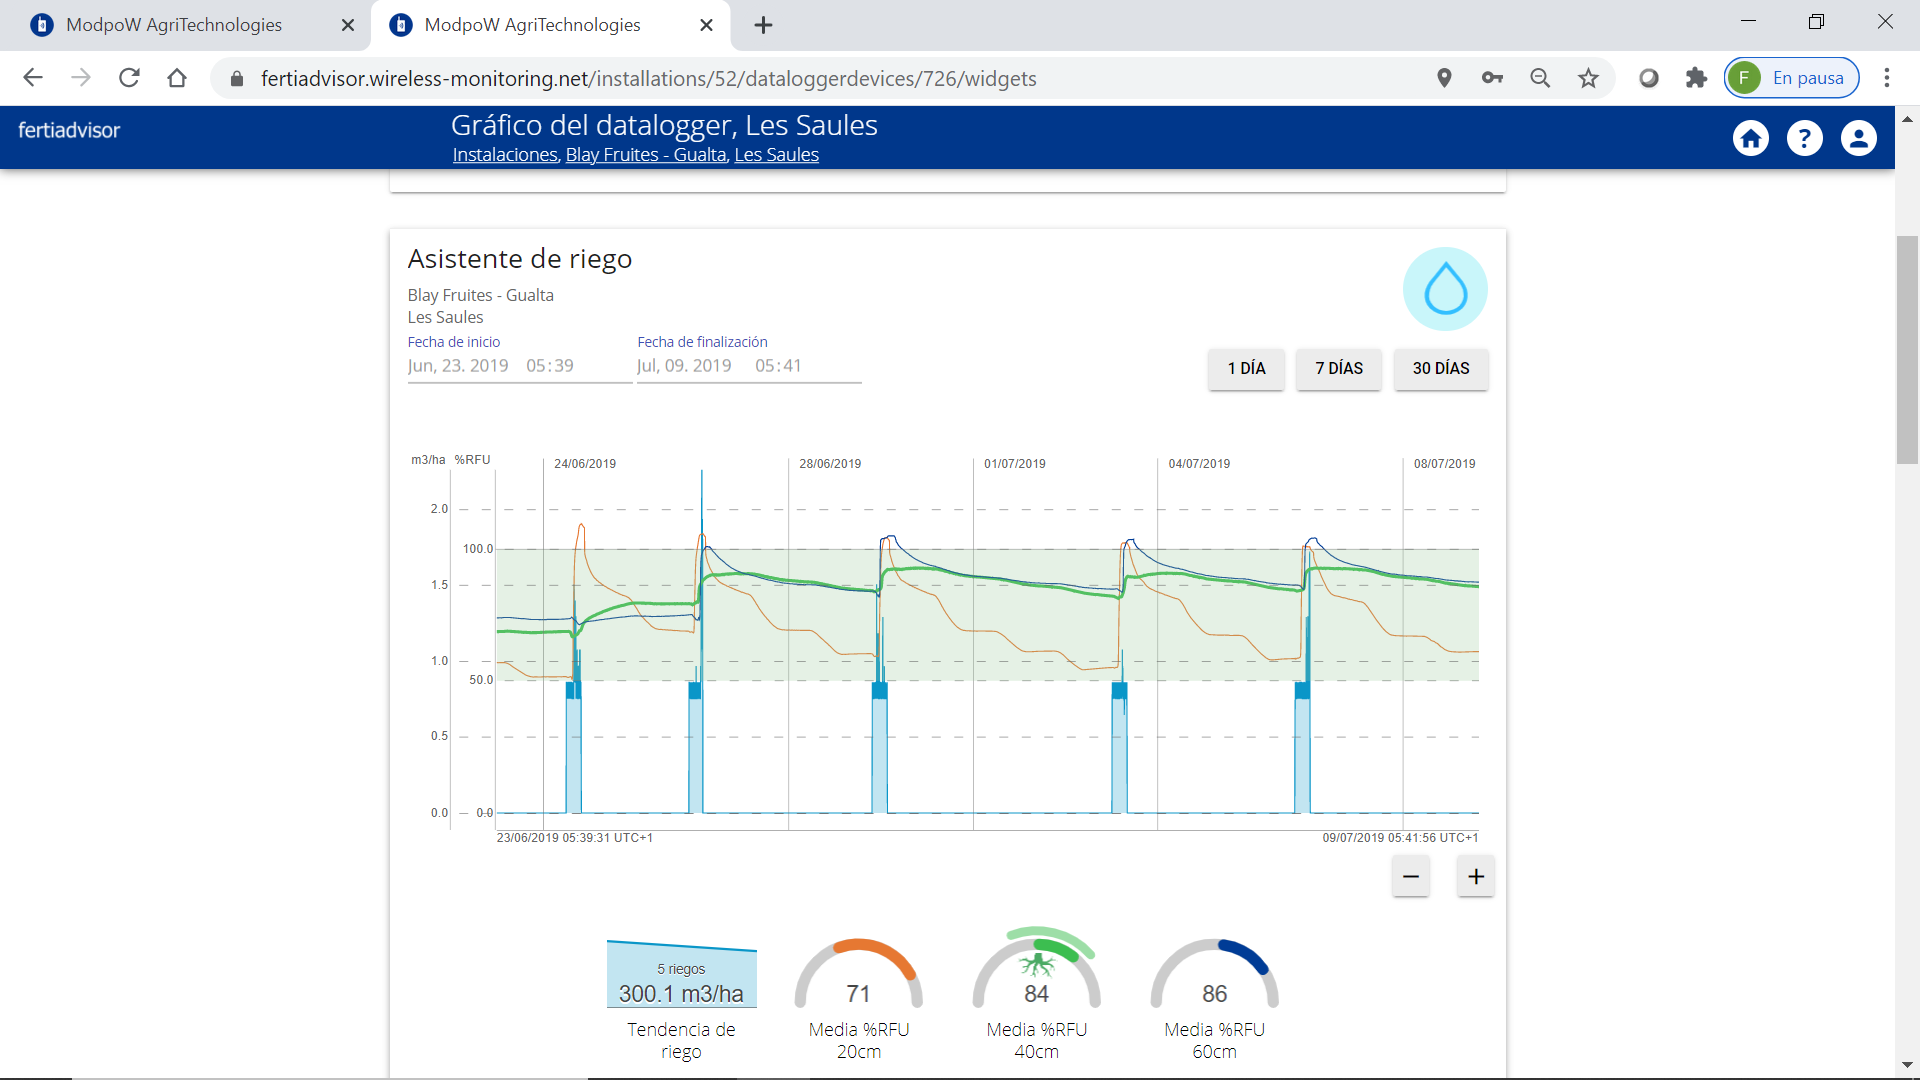 ModpoW AgriTechnologies
ModpoW AgriTechnologies
fertiadvisor.wireless-monitoring.net/installations/52/dataloggerdevices/726/widgets
F En pausa
fertiadvisor
Gráfico del datalogger, Les Saules
Instalaciones, Blay Fruites - Gualta, Les Saules
?
Asistente de riego
Blay Fruites - Gualta
Les Saules
Fecha de inicio Fecha de finalización
Jun, 23. 2019 05:39 Jul, 09. 2019 05:41
1 DÍA 7 DÍAS 30 DÍAS
m3/ha %RFU
24/06/2019 28/06/2019 01/07/2019 04/07/2019 08/07/2019
2.0
100.0
1.5
1.0
50.0
0.5
0.0 0.0
23/06/2019 05:39:31 UTC+1 09/07/2019 05:41:56 UTC+1
− +
5 riegos
300.1 m3/ha 71 84 86
Tendencia de riego
Media %RFU 20cm
Media %RFU 40cm
Media %RFU 60cm